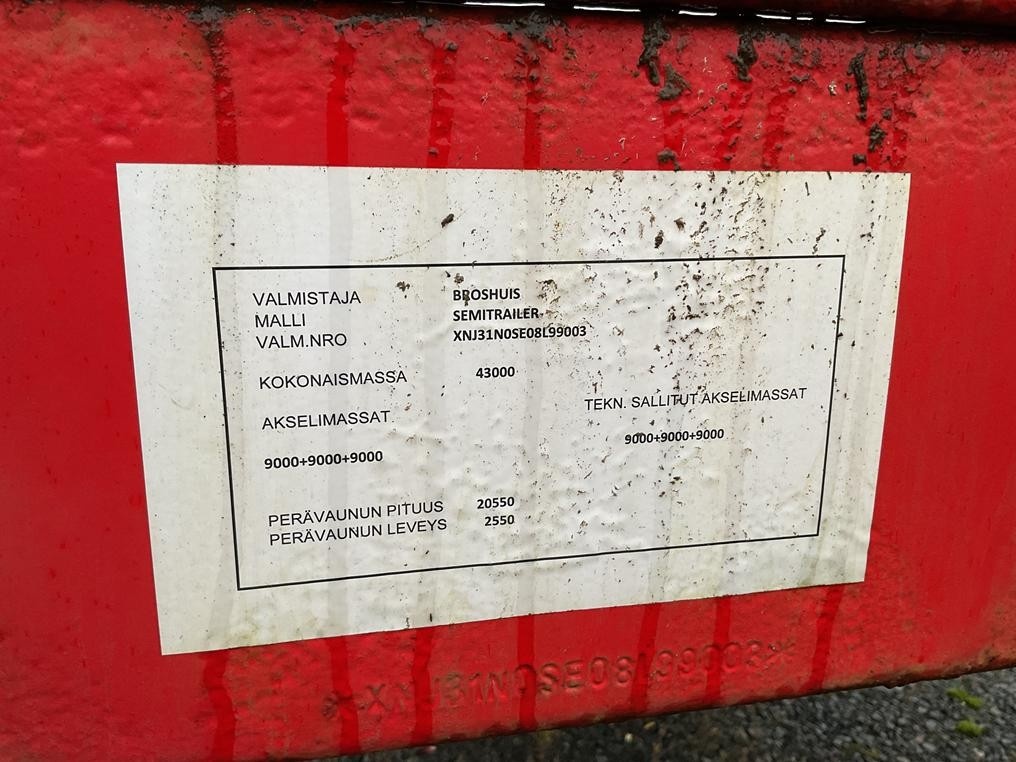 VALMISTAJA BROSHUIS
MALLI SEMITRAILER
VALM.NRO XNJ31N0SE08L99003
KOKONAISMASSA 43000
AKSELIMASSAT TEKN. SALLITUT AKSELIMASSAT
9000+9000+9000 9000+9000+9000
PERÄVAUNUN PITUUS 20550
PERÄVAUNUN LEVEYS 2550
*XNJ31N0SE08L99003*